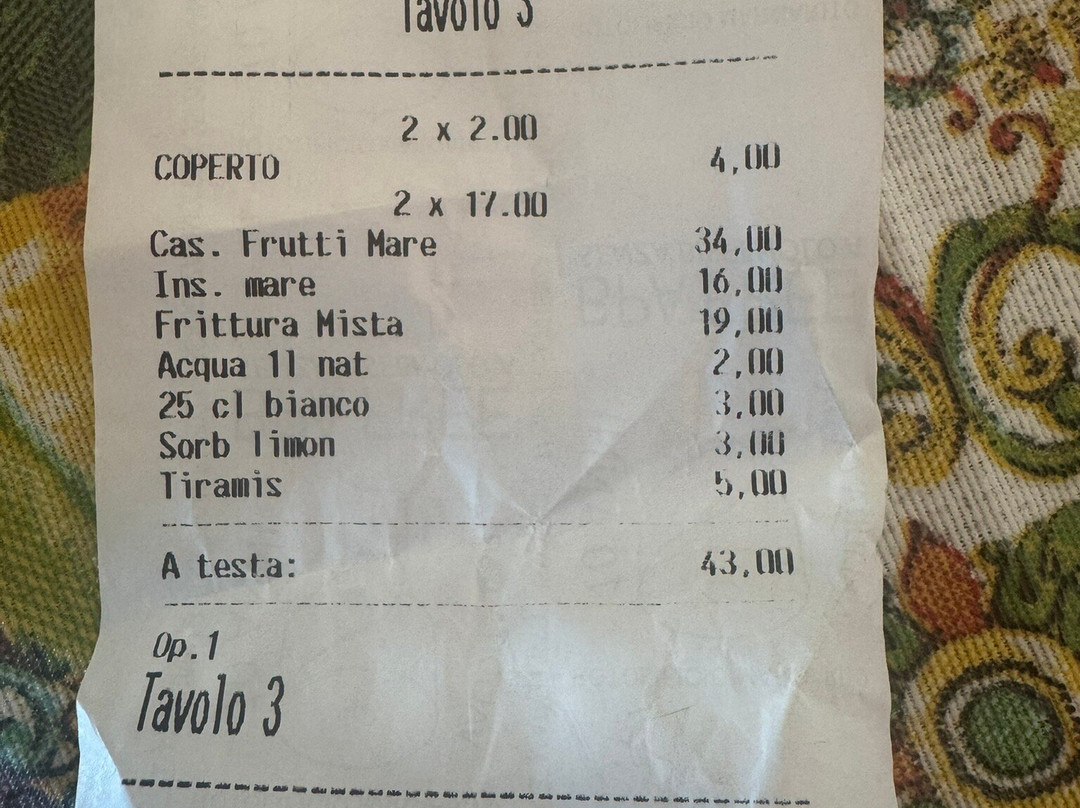 Tavolo 3
2 x 2.00
COPERTO 4,00
2 x 17.00
Cas. Frutti Mare 34,00
Ins. mare 16,00
Frittura Mista 19,00
Acqua 1l nat 2,00
25 cl bianco 3,00
Sorb limon 3,00
Tiramis 5,00
A testa: 43,00
Op.1
Tavolo 3